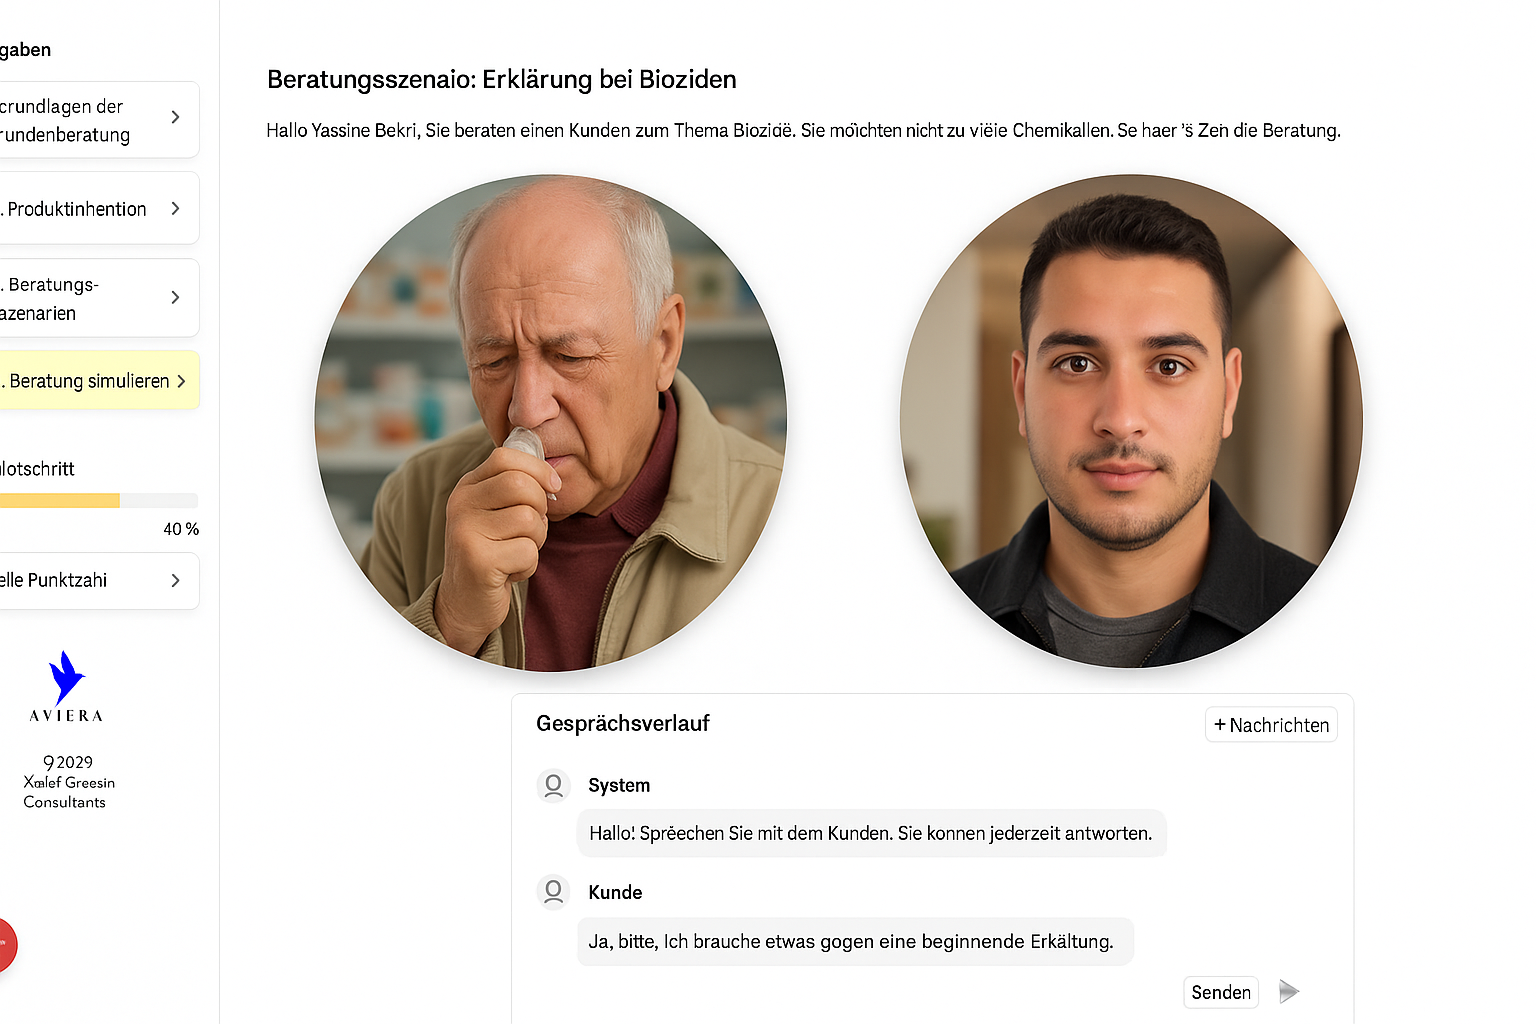 gaben
crundlagen der
rundenberatung
. Produktinhention
. Beratungs-
azenarien
. Beratung simulieren
lotschritt
40 %
elle Punktzahi
AVIERA
2029
Greesin
Consultants
Beratungsszenaio: Erklärung bei Bioziden
Hallo Yassine Bekri, Sie beraten einen Kunden zum Thema Biozidë. Sie möichten nicht zu viëie Chemikallen. Se haer 's Zen die Beratung.
Gesprächsverlauf
+ Nachrichten
System
Hallo! Sprëechen Sie mit dem Kunden. Sie konnen jederzeit antworten.
Kunde
Ja, bitte, Ich brauche etwas gogen eine beginnende Erkältung.
Senden